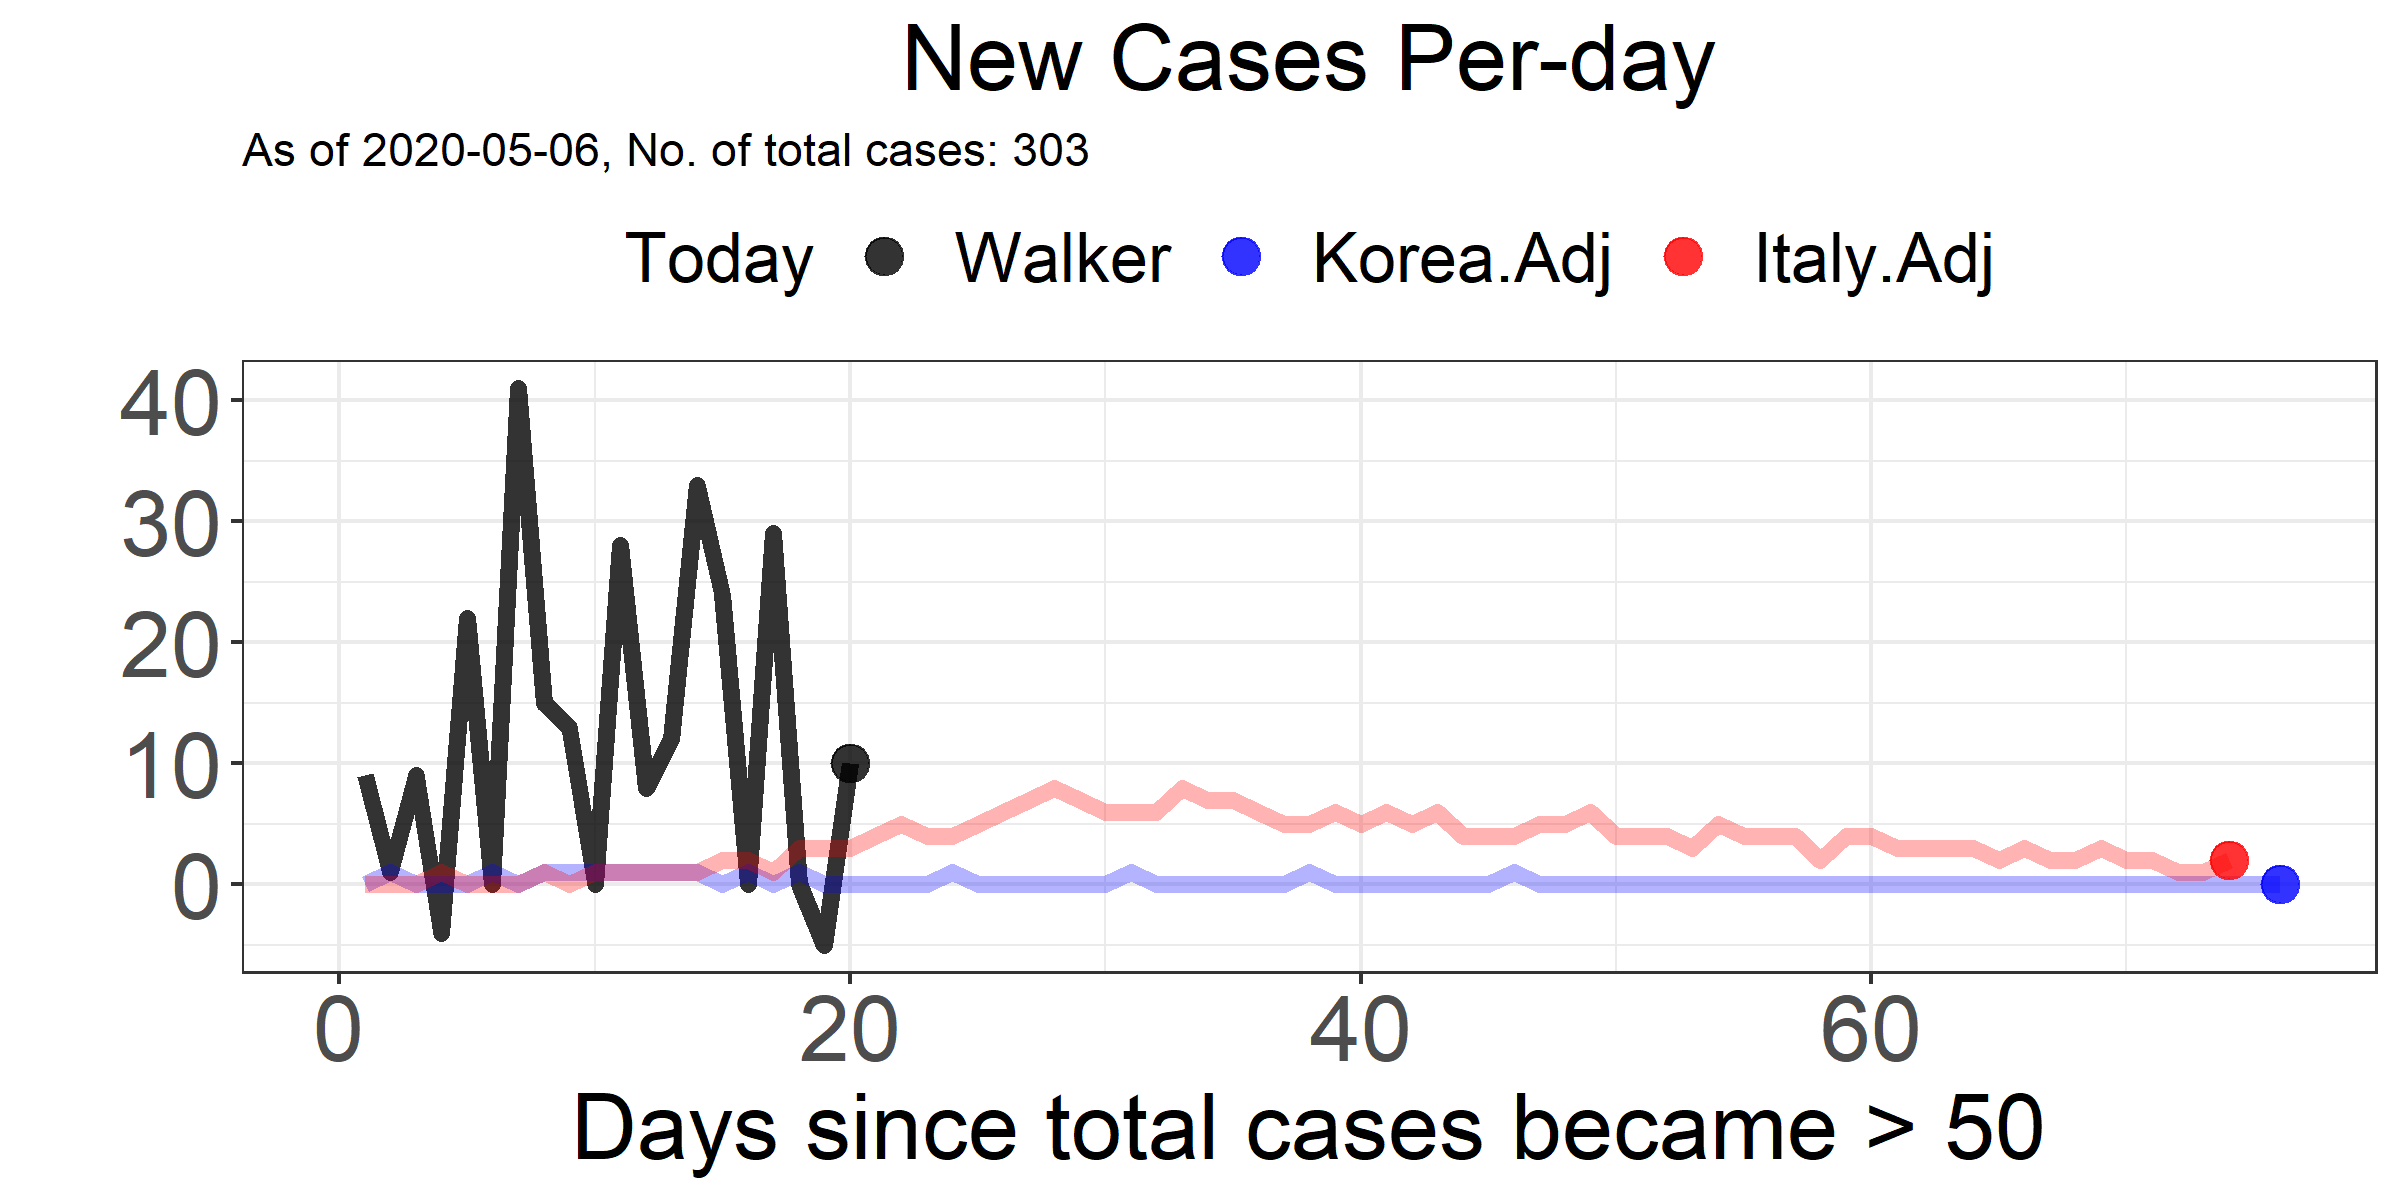 New Cases Per-day
As of 2020-05-06, No. of total cases: 303
Today Walker Korea.Adj Italy.Adj
40
30
20
10
0
0 20 40 60
Days since total cases became > 50